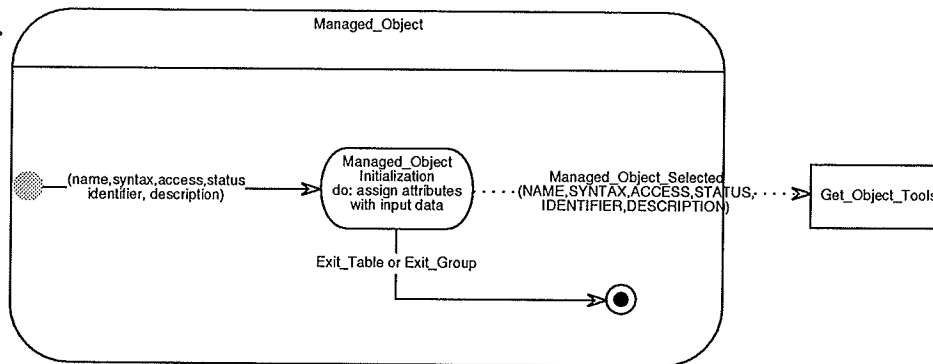 Managed_Object
(name,syntax,access,status
identifier, description)
Managed_Object
Initialization
do: assign attributes
with input data
Managed_Object_Selected
(NAME,SYNTAX,ACCESS,STATUS,
IDENTIFIER,DESCRIPTION)
Get_Object_Tools
Exit_Table or Exit_Group